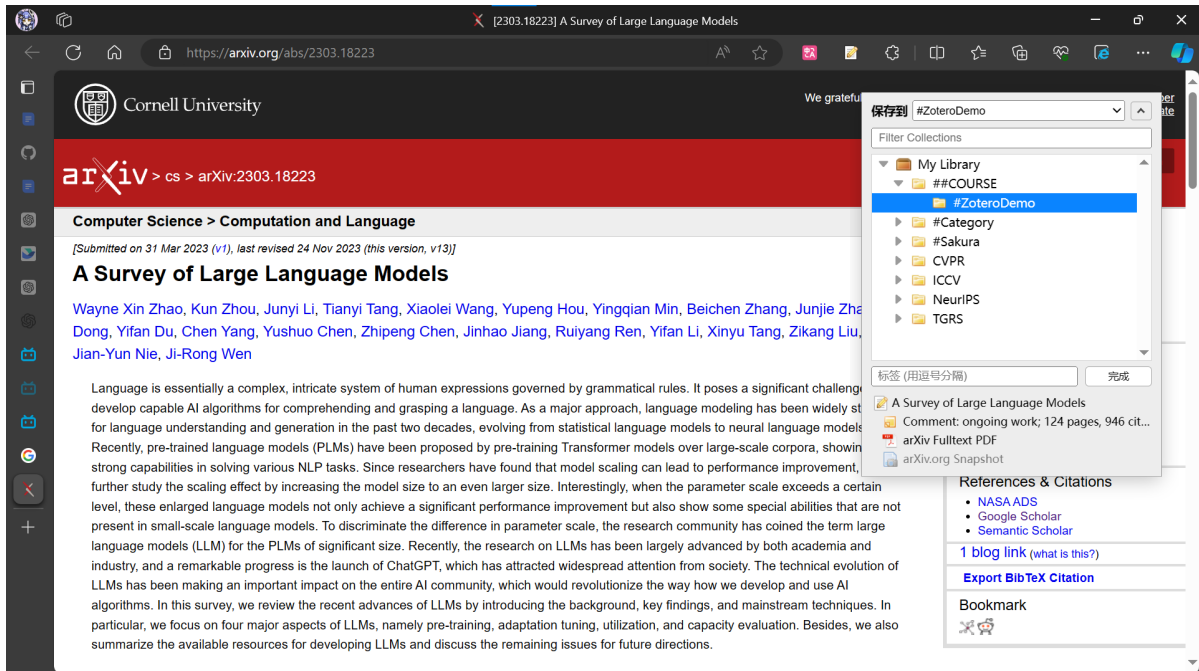 [2303.18223] A Survey of Large Language Models
https://arxiv.org/abs/2303.18223
Cornell University
We grateful
arXiv > cs > arXiv:2303.18223
Computer Science > Computation and Language
[Submitted on 31 Mar 2023 (v1), last revised 24 Nov 2023 (this version, v13)]
A Survey of Large Language Models
Wayne Xin Zhao, Kun Zhou, Junyi Li, Tianyi Tang, Xiaolei Wang, Yupeng Hou, Yingqian Min, Beichen Zhang, Junjie Zha
Dong, Yifan Du, Chen Yang, Yushuo Chen, Zhipeng Chen, Jinhao Jiang, Ruiyang Ren, Yifan Li, Xinyu Tang, Zikang Liu,
Jian-Yun Nie, Ji-Rong Wen
Language is essentially a complex, intricate system of human expressions governed by grammatical rules. It poses a significant challeng
develop capable AI algorithms for comprehending and grasping a language. As a major approach, language modeling has been widely st
for language understanding and generation in the past two decades, evolving from statistical language models to neural language models
Recently, pre-trained language models (PLMs) have been proposed by pre-training Transformer models over large-scale corpora, showin
strong capabilities in solving various NLP tasks. Since researchers have found that model scaling can lead to performance improvement,
further study the scaling effect by increasing the model size to an even larger size. Interestingly, when the parameter scale exceeds a certain
level, these enlarged language models not only achieve a significant performance improvement but also show some special abilities that are not
present in small-scale language models. To discriminate the difference in parameter scale, the research community has coined the term large
language models (LLM) for the PLMs of significant size. Recently, the research on LLMs has been largely advanced by both academia and
industry, and a remarkable progress is the launch of ChatGPT, which has attracted widespread attention from society. The technical evolution of
LLMs has been making an important impact on the entire AI community, which would revolutionize the way how we develop and use AI
algorithms. In this survey, we review the recent advances of LLMs by introducing the background, key findings, and mainstream techniques. In
particular, we focus on four major aspects of LLMs, namely pre-training, adaptation tuning, utilization, and capacity evaluation. Besides, we also
summarize the available resources for developing LLMs and discuss the remaining issues for future directions.
保存到 #ZoteroDemo
Filter Collections
My Library
##COURSE
#ZoteroDemo
#Category
#Sakura
CVPR
ICCV
NeurIPS
TGRS
标签 (用逗号分隔) 完成
A Survey of Large Language Models
Comment: ongoing work; 124 pages, 946 cit...
arXiv Fulltext PDF
arXiv.org Snapshot
References & Citations
NASA ADS
Google Scholar
Semantic Scholar
1 blog link (what is this?)
Export BibTeX Citation
Bookmark